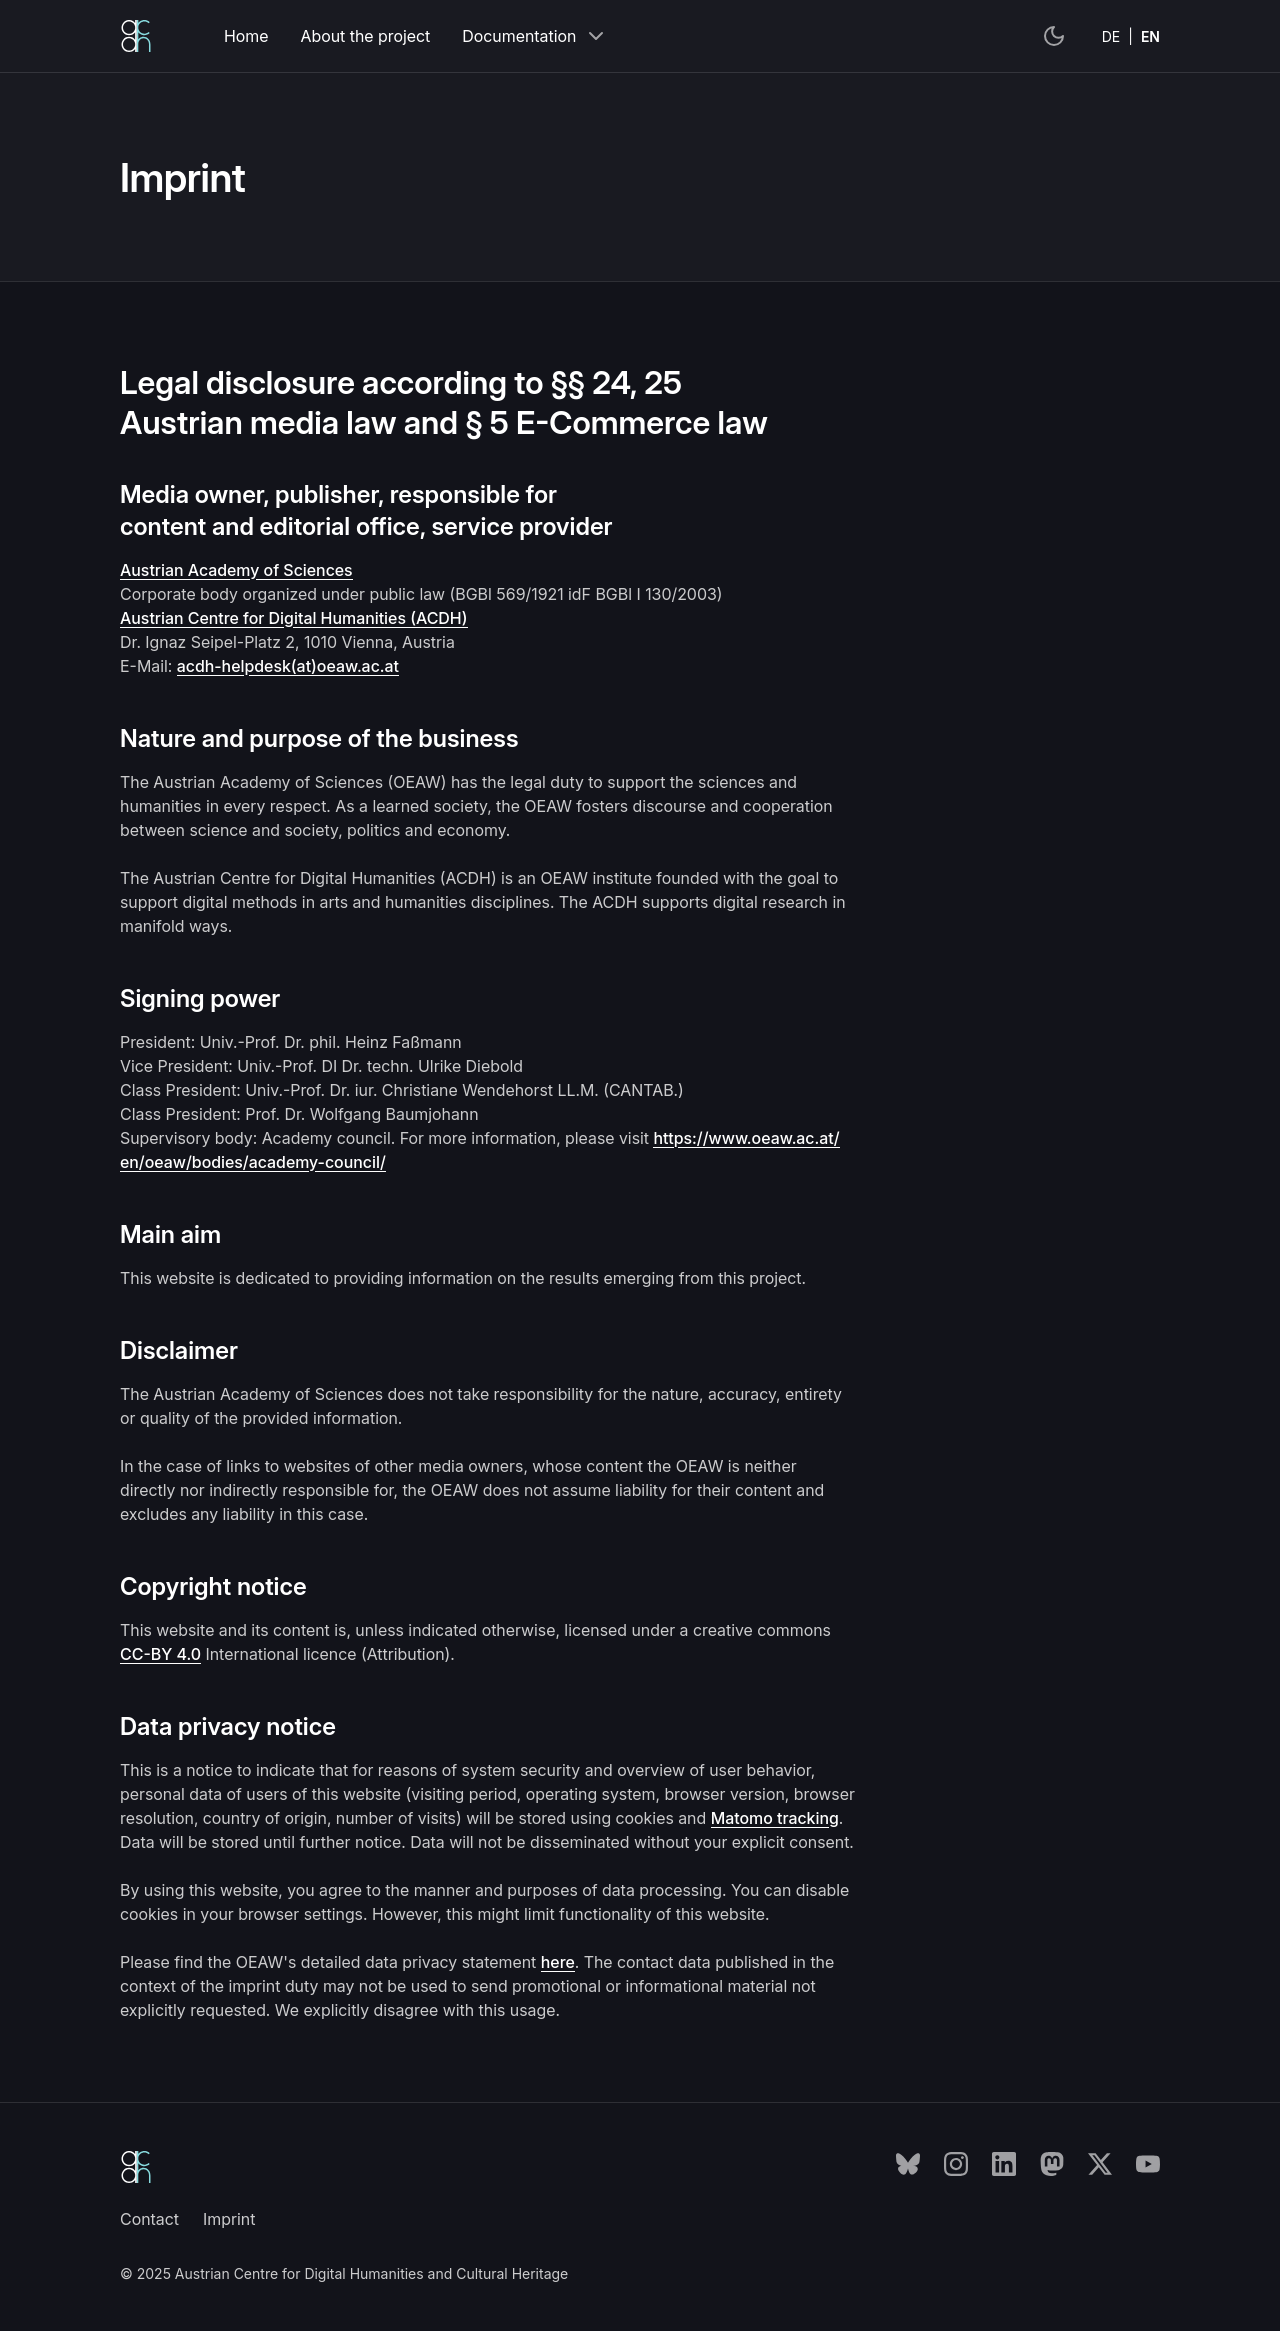 Home
About the project
Documentation
DE | EN
Imprint
Legal disclosure according to §§ 24, 25
Austrian media law and § 5 E-Commerce law
Media owner, publisher, responsible for
content and editorial office, service provider
Austrian Academy of Sciences
Corporate body organized under public law (BGBl 569/1921 idF BGBl I 130/2003)
Austrian Centre for Digital Humanities (ACDH)
Dr. Ignaz Seipel-Platz 2, 1010 Vienna, Austria
E-Mail: acdh-helpdesk(at)oeaw.ac.at
Nature and purpose of the business
The Austrian Academy of Sciences (OEAW) has the legal duty to support the sciences and
humanities in every respect. As a learned society, the OEAW fosters discourse and cooperation
between science and society, politics and economy.
The Austrian Centre for Digital Humanities (ACDH) is an OEAW institute founded with the goal to
support digital methods in arts and humanities disciplines. The ACDH supports digital research in
manifold ways.
Signing power
President: Univ.-Prof. Dr. phil. Heinz Faßmann
Vice President: Univ.-Prof. DI Dr. techn. Ulrike Diebold
Class President: Univ.-Prof. Dr. iur. Christiane Wendehorst LL.M. (CANTAB.)
Class President: Prof. Dr. Wolfgang Baumjohann
Supervisory body: Academy council. For more information, please visit https://www.oeaw.ac.at/
en/oeaw/bodies/academy-council/
Main aim
This website is dedicated to providing information on the results emerging from this project.
Disclaimer
The Austrian Academy of Sciences does not take responsibility for the nature, accuracy, entirety
or quality of the provided information.
In the case of links to websites of other media owners, whose content the OEAW is neither
directly nor indirectly responsible for, the OEAW does not assume liability for their content and
excludes any liability in this case.
Copyright notice
This website and its content is, unless indicated otherwise, licensed under a creative commons
CC-BY 4.0 International licence (Attribution).
Data privacy notice
This is a notice to indicate that for reasons of system security and overview of user behavior,
personal data of users of this website (visiting period, operating system, browser version, browser
resolution, country of origin, number of visits) will be stored using cookies and Matomo tracking.
Data will be stored until further notice. Data will not be disseminated without your explicit consent.
By using this website, you agree to the manner and purposes of data processing. You can disable
cookies in your browser settings. However, this might limit functionality of this website.
Please find the OEAW's detailed data privacy statement here. The contact data published in the
context of the imprint duty may not be used to send promotional or informational material not
explicitly requested. We explicitly disagree with this usage.
Contact
Imprint
© 2025 Austrian Centre for Digital Humanities and Cultural Heritage